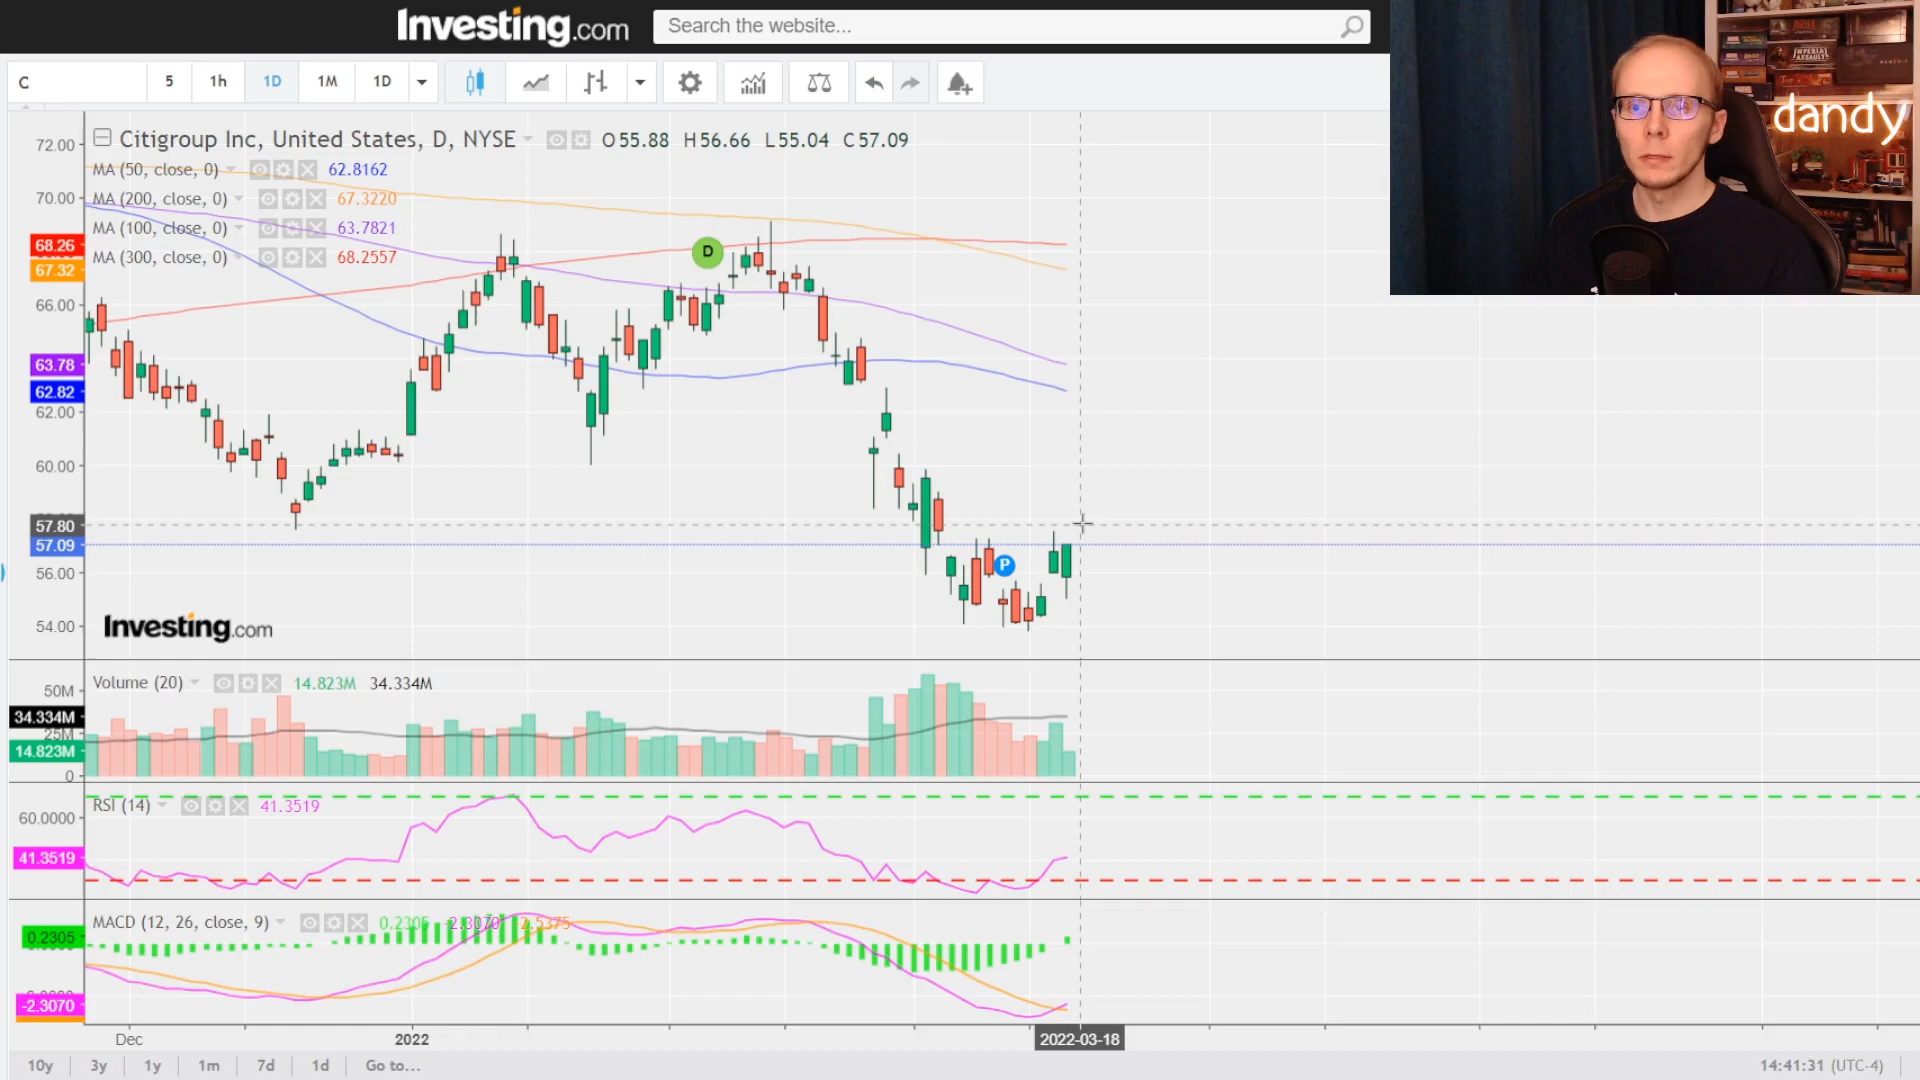 Investing.com
Search the website...
C
5
1h
1D
1M
1D
Citigroup Inc, United States, D, NYSE
O 55.88 H 56.66 L 55.04 C 57.09
MA (50, close, 0) 62.8162
MA (200, close, 0) 67.3220
MA (100, close, 0) 63.7821
MA (300, close, 0) 68.2557
72.00
70.00
68.26
67.32
66.00
63.78
62.82
62.00
60.00
57.80
57.09
56.00
54.00
D
P
dandy
IMPERIAL
ASSAULT
Investing.com
Volume (20) 14.823M 34.334M
50M
34.334M
25M
14.823M
0
RSI (14) 41.3519
60.0000
41.3519
MACD (12, 26, close, 9) 0.2305 -2.3070 -2.5375
0.2305
-2.3070
Dec
2022
2022-03-18
10y
3y
1y
1m
7d
1d
Go to...
14:41:31 (UTC-4)